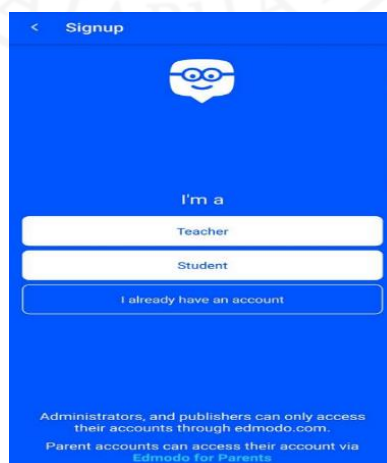 < Signup
I'm a
Teacher
Student
I already have an account
Administrators, and publishers can only access
their accounts through edmodo.com.
Parent accounts can access their account via
Edmodo for Parents